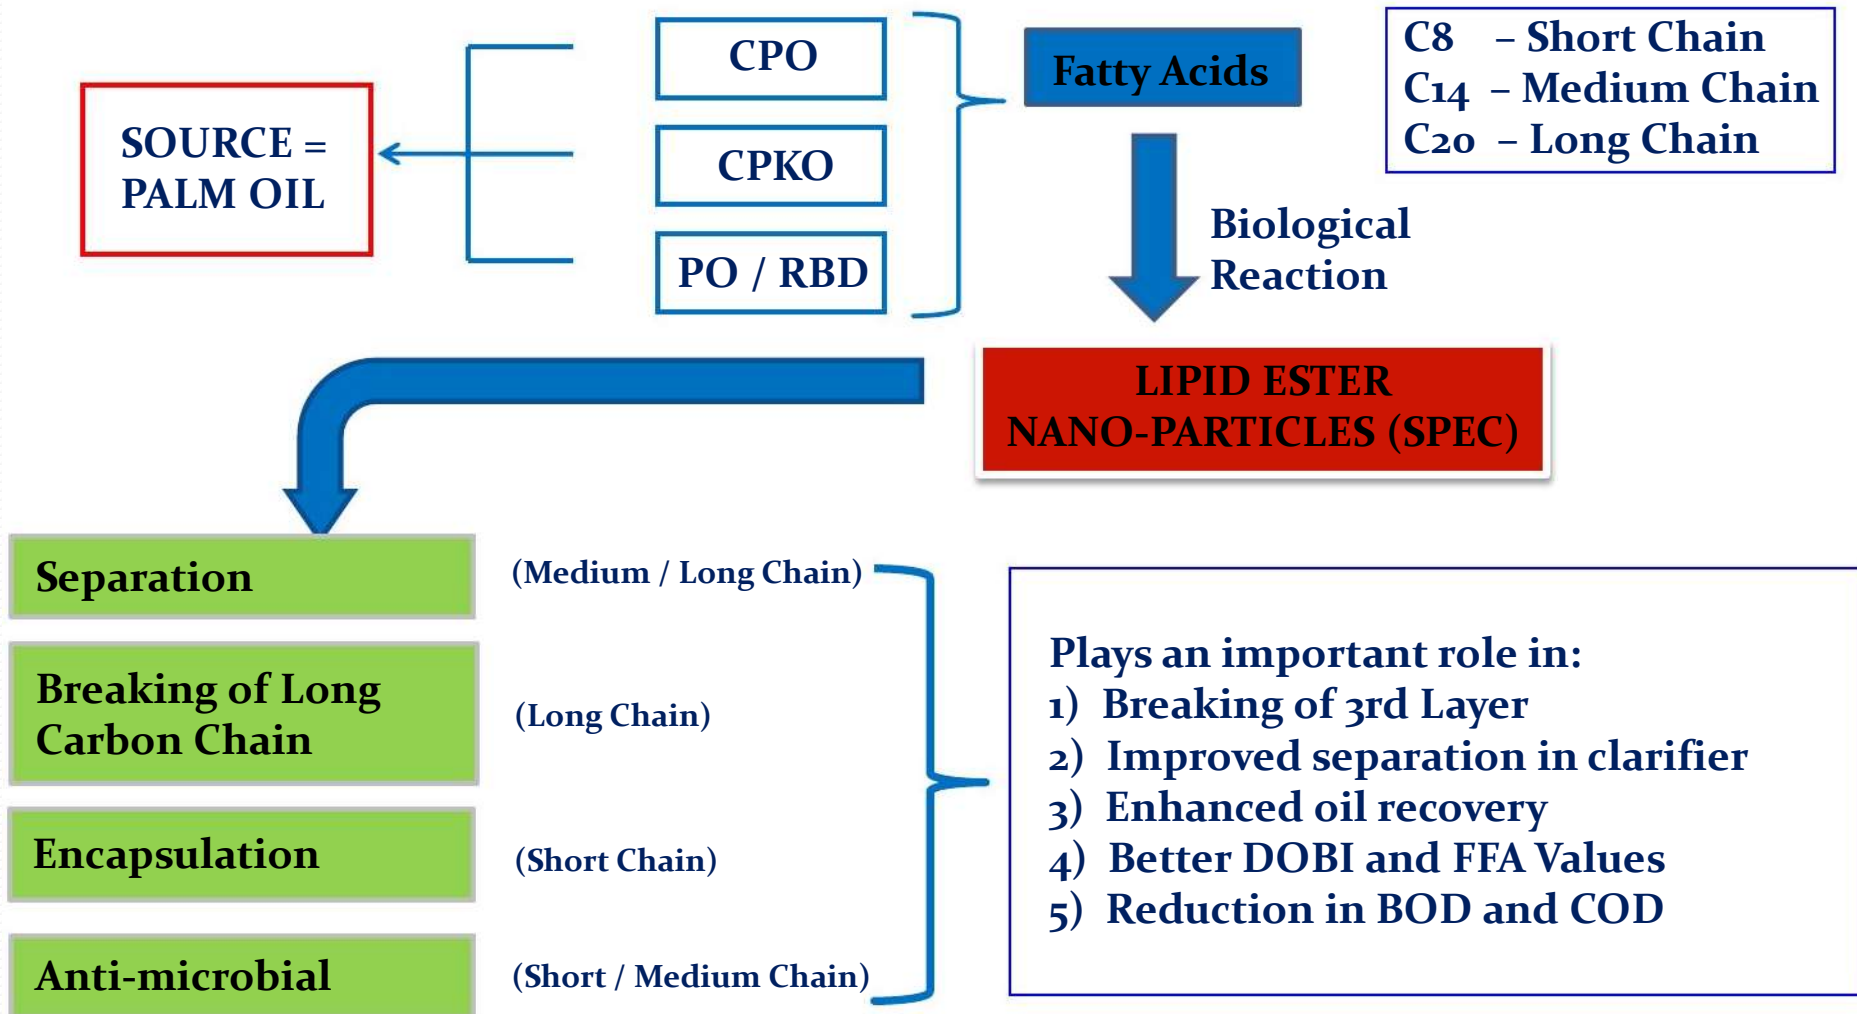 SOURCE =
PALM OIL
CPO
CPKO
PO / RBD
Fatty Acids
C8 – Short Chain
C14 – Medium Chain
C20 – Long Chain
Biological
Reaction
LIPID ESTER
NANO-PARTICLES (SPEC)
Separation
(Medium / Long Chain)
Breaking of Long
Carbon Chain
(Long Chain)
Encapsulation
(Short Chain)
Anti-microbial
(Short / Medium Chain)
Plays an important role in:
1) Breaking of 3rd Layer
2) Improved separation in clarifier
3) Enhanced oil recovery
4) Better DOBI and FFA Values
5) Reduction in BOD and COD